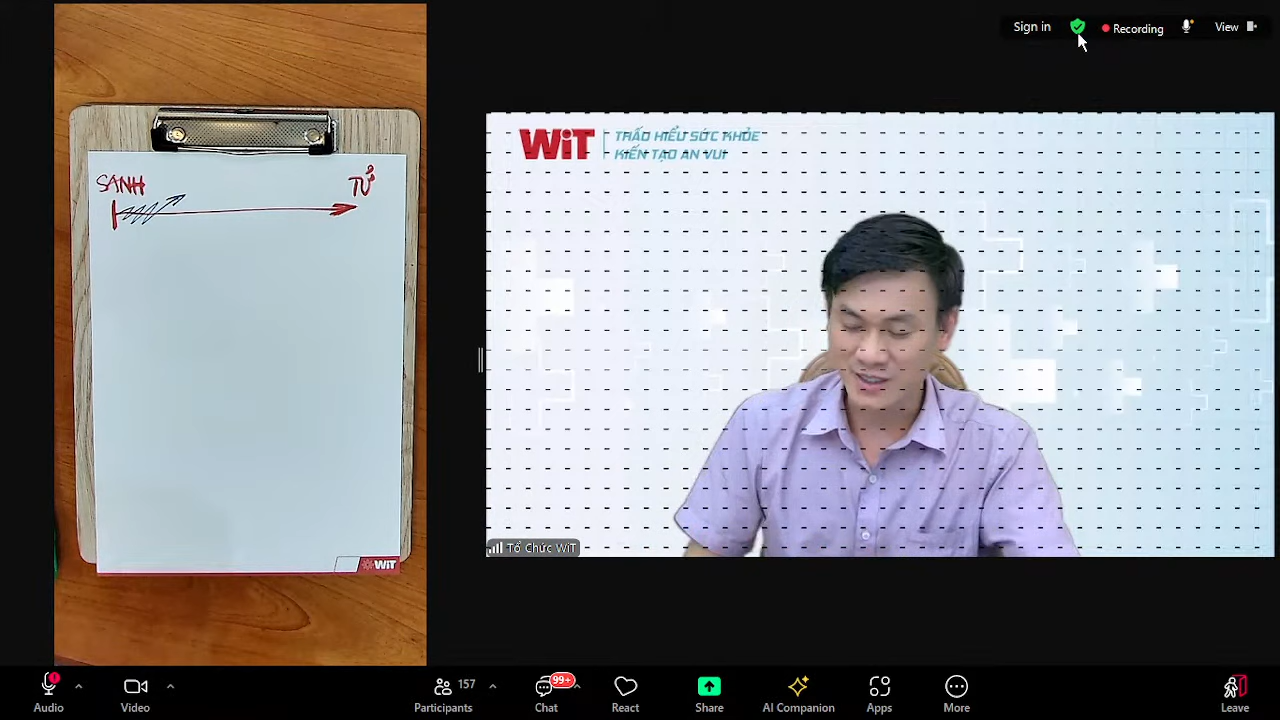 Sign in
Recording
View
SANH
TỬ
WiT
WiT
THẤU HIỂU SỨC KHỎE
KIẾN TẠO AN VUI
Tổ Chức WiT
Audio
Video
157
Participants
99+
Chat
React
Share
AI Companion
Apps
More
Leave